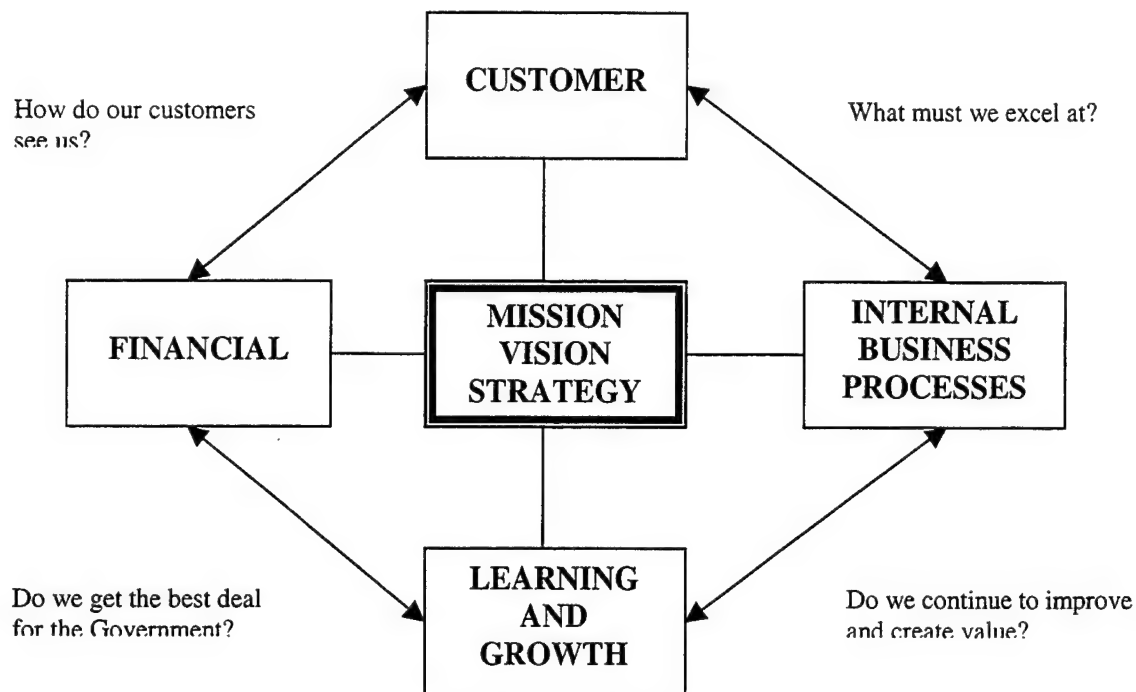 CUSTOMER
How do our customers
see us?
What must we excel at?
FINANCIAL
MISSION
VISION
STRATEGY
INTERNAL
BUSINESS
PROCESSES
Do we get the best deal
for the Government?
LEARNING
AND
GROWTH
Do we continue to improve
and create value?